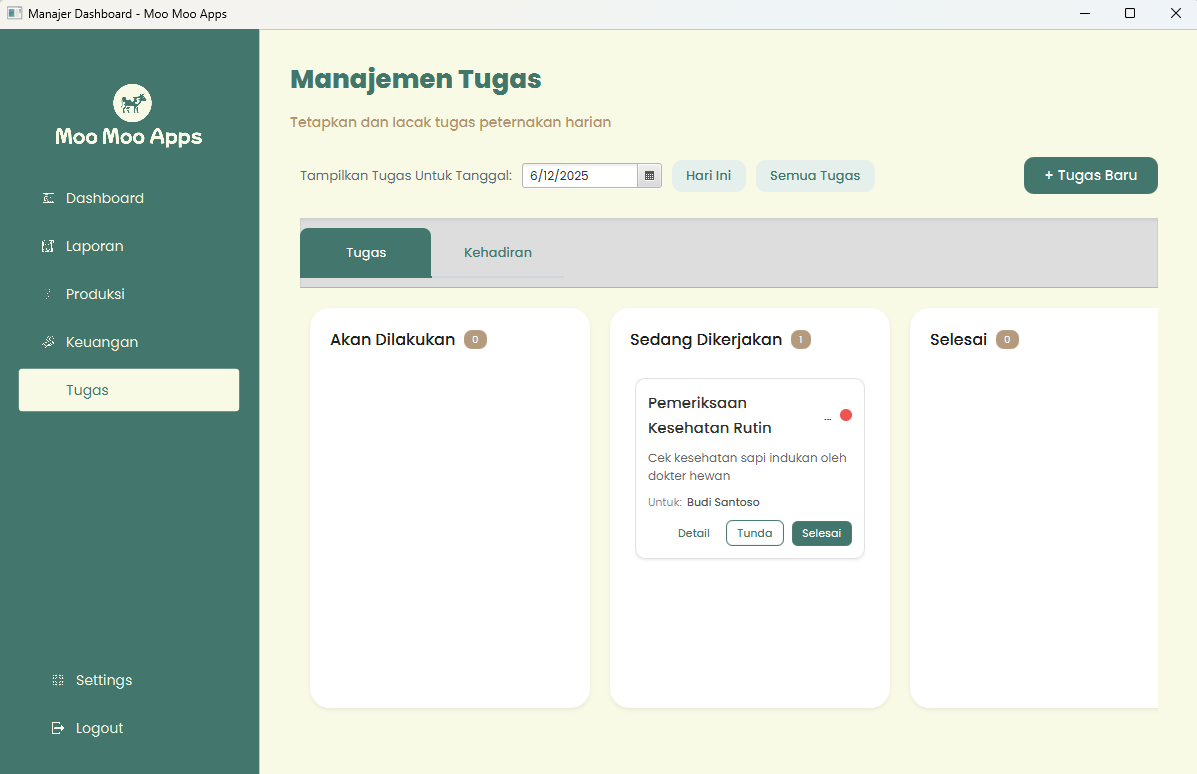 Manajer Dashboard - Moo Moo Apps
Moo Moo Apps
Dashboard
Laporan
Produksi
Keuangan
Tugas
Settings
Logout
Manajemen Tugas
Tetapkan dan lacak tugas peternakan harian
Tampilkan Tugas Untuk Tanggal: 6/12/2025 Hari Ini Semua Tugas + Tugas Baru
Tugas Kehadiran
Akan Dilakukan 0
Sedang Dikerjakan 1
Pemeriksaan
Kesehatan Rutin ...
Cek kesehatan sapi indukan oleh
dokter hewan
Untuk: Budi Santoso
Detail Tunda Selesai
Selesai 0